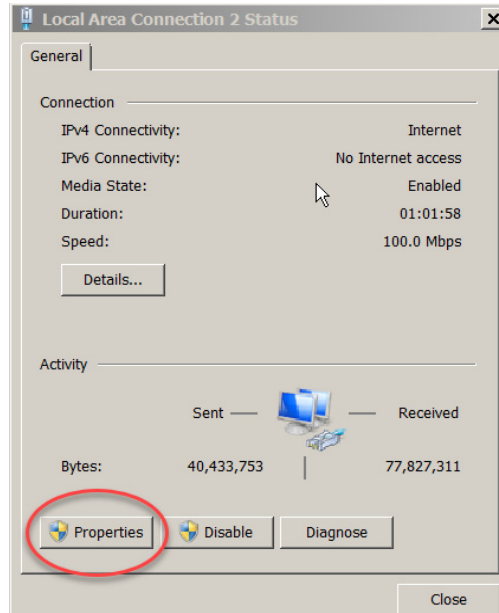 Local Area Connection 2 Status
General
Connection
IPv4 Connectivity: Internet
IPv6 Connectivity: No Internet access
Media State: Enabled
Duration: 01:01:58
Speed: 100.0 Mbps
Details...
Activity
Sent — — Received
Bytes: 40,433,753 | 77,827,311
Properties Disable Diagnose
Close